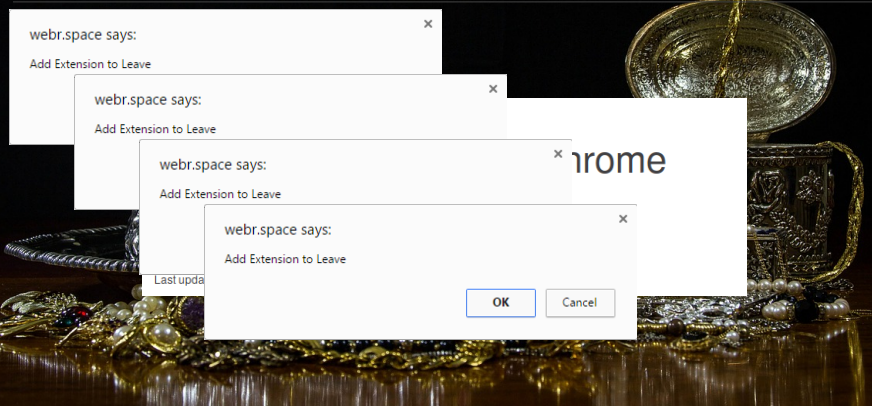 webr.space says:
Add Extension to Leave
webr.space says:
Add Extension to Leave
webr.space says:
Add Extension to Leave
hrome
webr.space says:
Add Extension to Leave
Last upda
OK
Cancel